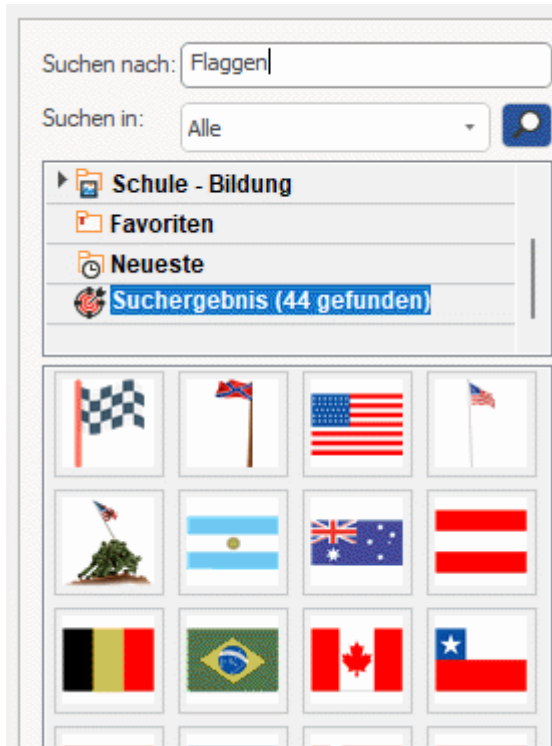 Suchen nach: Flaggen
Suchen in: Alle
Schule - Bildung
Favoriten
Neueste
Suchergebnis (44 gefunden)